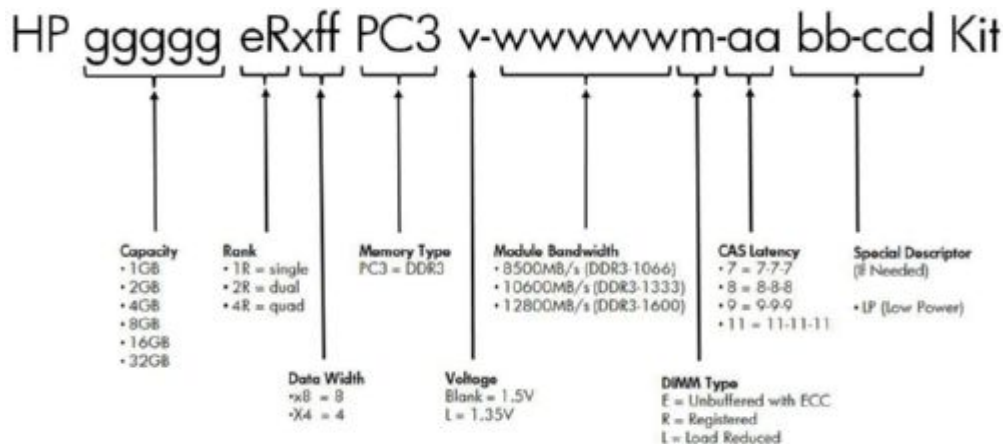 HP ggggg eRxff PC3 v-wwwwwm-aa bb-ccd Kit
Capacity
• 1GB
• 2GB
• 4GB
• 8GB
• 16GB
• 32GB
Rank
• 1R = single
• 2R = dual
• 4R = quad
Memory Type
PC3 = DDR3
Module Bandwidth
• 8500MB/s (DDR3-1066)
• 10600MB/s (DDR3-1333)
• 12800MB/s (DDR3-1600)
CAS Latency
• 7 = 7-7-7
• 8 = 8-8-8
• 9 = 9-9-9
• 11 = 11-11-11
Special Descriptor
(If Needed)
• LP (Low Power)
Data Width
•x8 = 8
•X4 = 4
Voltage
Blank = 1.5V
L = 1.35V
DIMM Type
E = Unbuffered with ECC
R = Registered
L = Load Reduced